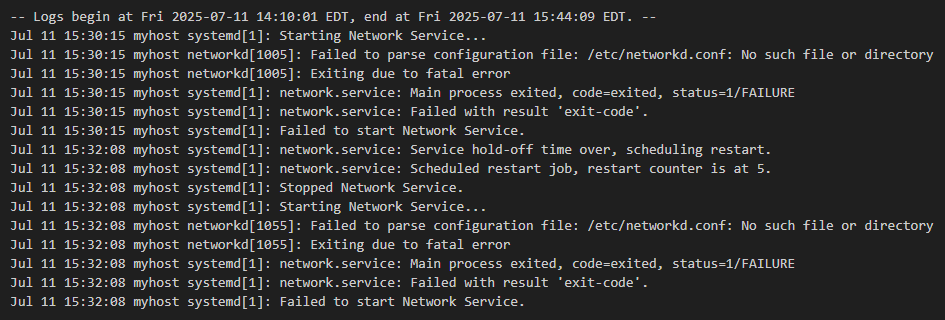 -- Logs begin at Fri 2025-07-11 14:10:01 EDT, end at Fri 2025-07-11 15:44:09 EDT. --
Jul 11 15:30:15 myhost systemd[1]: Starting Network Service...
Jul 11 15:30:15 myhost networkd[1005]: Failed to parse configuration file: /etc/networkd.conf: No such file or directory
Jul 11 15:30:15 myhost networkd[1005]: Exiting due to fatal error
Jul 11 15:30:15 myhost systemd[1]: network.service: Main process exited, code=exited, status=1/FAILURE
Jul 11 15:30:15 myhost systemd[1]: network.service: Failed with result 'exit-code'.
Jul 11 15:30:15 myhost systemd[1]: Failed to start Network Service.
Jul 11 15:32:08 myhost systemd[1]: network.service: Service hold-off time over, scheduling restart.
Jul 11 15:32:08 myhost systemd[1]: network.service: Scheduled restart job, restart counter is at 5.
Jul 11 15:32:08 myhost systemd[1]: Stopped Network Service.
Jul 11 15:32:08 myhost systemd[1]: Starting Network Service...
Jul 11 15:32:08 myhost networkd[1055]: Failed to parse configuration file: /etc/networkd.conf: No such file or directory
Jul 11 15:32:08 myhost networkd[1055]: Exiting due to fatal error
Jul 11 15:32:08 myhost systemd[1]: network.service: Main process exited, code=exited, status=1/FAILURE
Jul 11 15:32:08 myhost systemd[1]: network.service: Failed with result 'exit-code'.
Jul 11 15:32:08 myhost systemd[1]: Failed to start Network Service.